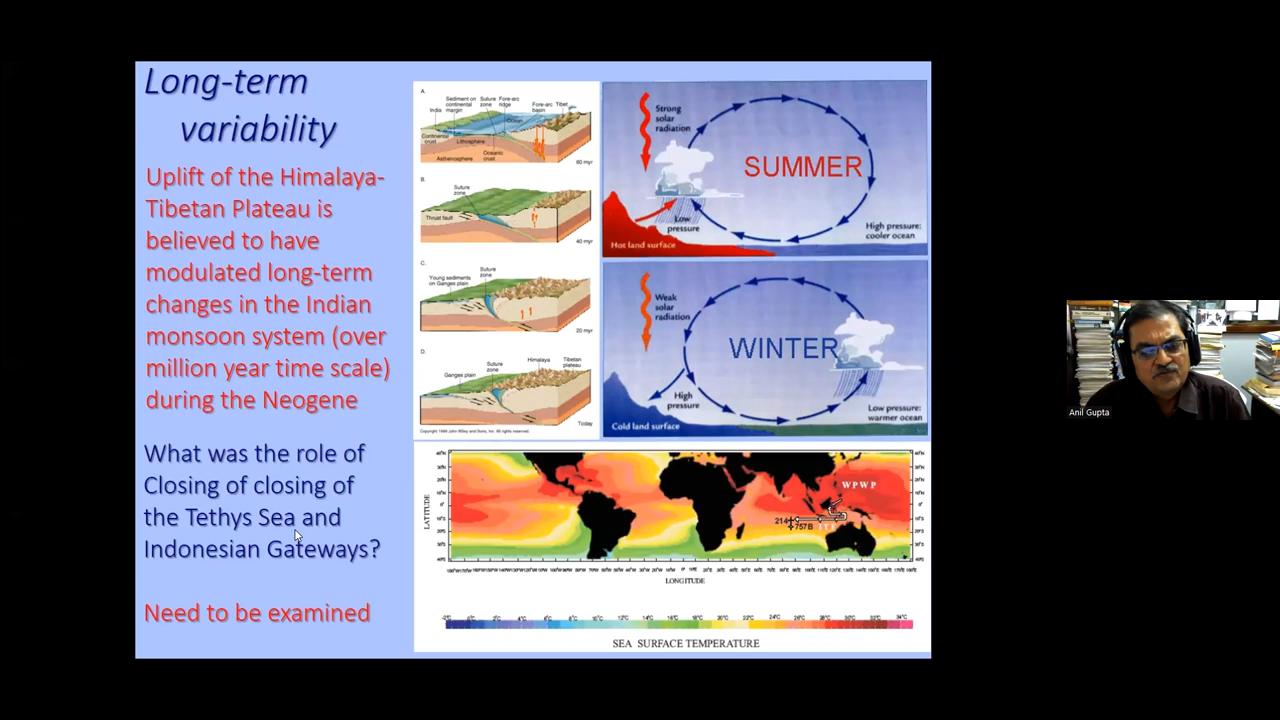 Long-term
variability
Uplift of the Himalaya-
Tibetan Plateau is
believed to have
modulated long-term
changes in the Indian
monsoon system (over
million year time scale)
during the Neogene
What was the role of
Closing of closing of
the Tethys Sea and
Indonesian Gateways?
Need to be examined
A.
India
Sediment on
continental
margin
Suture
zone
Fore-arc
ridge
Ocean
Fore-arc
basin
Tibet
Continental
crust
Lithosphere
Asthenosphere
Oceanic
crust
60 myr
B.
Suture
zone
Thrust fault
40 myr
C.
Young sediments
on Ganges plain
Suture
zone
20 myr
D.
Ganges plain
Suture
zone
Himalaya
Tibetan
plateau
Today
Copyright 1999 John Wiley and Sons, Inc. All rights reserved.
Strong
solar
radiation
SUMMER
Low
pressure
High pressure:
cooler ocean
Hot land surface
Weak
solar
radiation
WINTER
High
pressure
Low pressure:
warmer ocean
Cold land surface
LATITUDE
WPWP
214
757B
ITF
LONGITUDE
SEA SURFACE TEMPERATURE
Anil Gupta